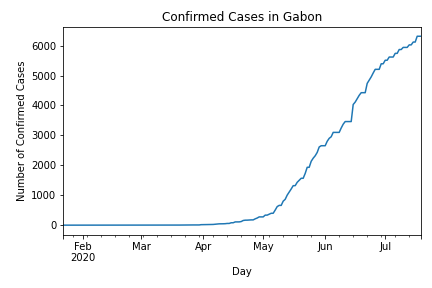 Confirmed Cases in Gabon
Number of Confirmed Cases
6000
5000
4000
3000
2000
1000
0
Feb Mar Apr May Jun Jul
2020
Day